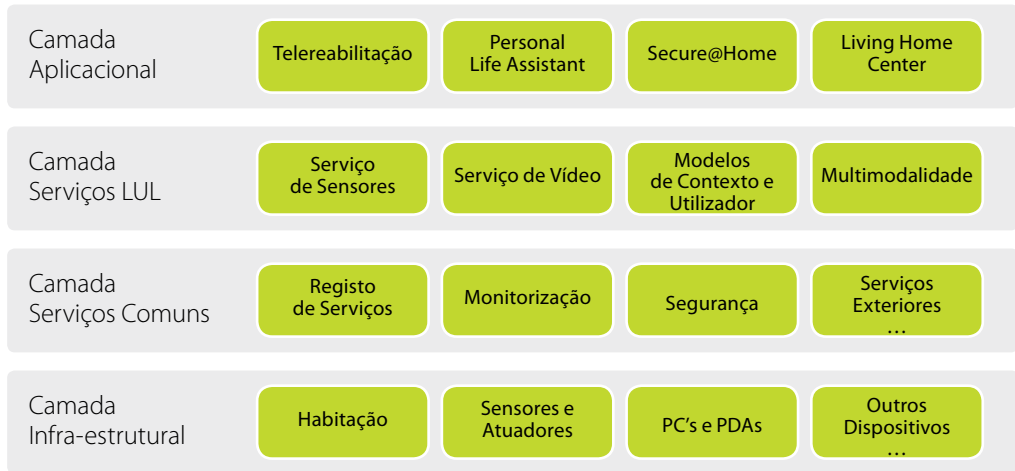 Camada
Aplicacional
Telereabilitação
Personal
Life Assistant
Secure@Home
Living Home
Center
Camada
Serviços LUL
Serviço
de Sensores
Serviço de Vídeo
Modelos
de Contexto e
Utilizador
Multimodalidade
Camada
Serviços Comuns
Registo
de Serviços
Monitorização
Segurança
Serviços
Exteriores
...
Camada
Infra-estrutural
Habitação
Sensores e
Atuadores
PC's e PDAs
Outros
Dispositivos
...